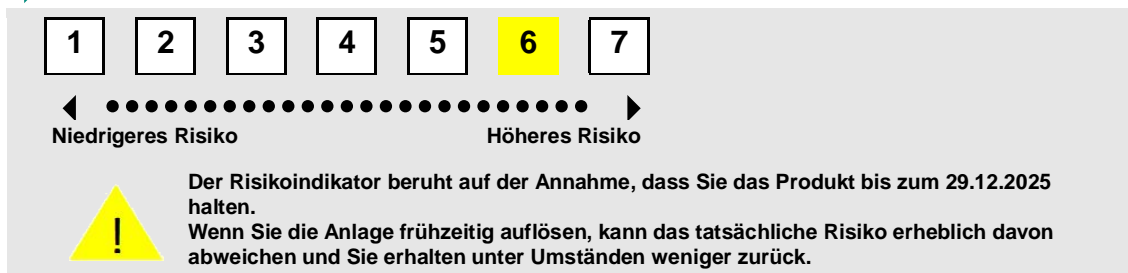 1 2 3 4 5 6 7
Niedrigeres Risiko Höheres Risiko
Der Risikoindikator beruht auf der Annahme, dass Sie das Produkt bis zum 29.12.2025
halten.
! Wenn Sie die Anlage frühzeitig auflösen, kann das tatsächliche Risiko erheblich davon
abweichen und Sie erhalten unter Umständen weniger zurück.